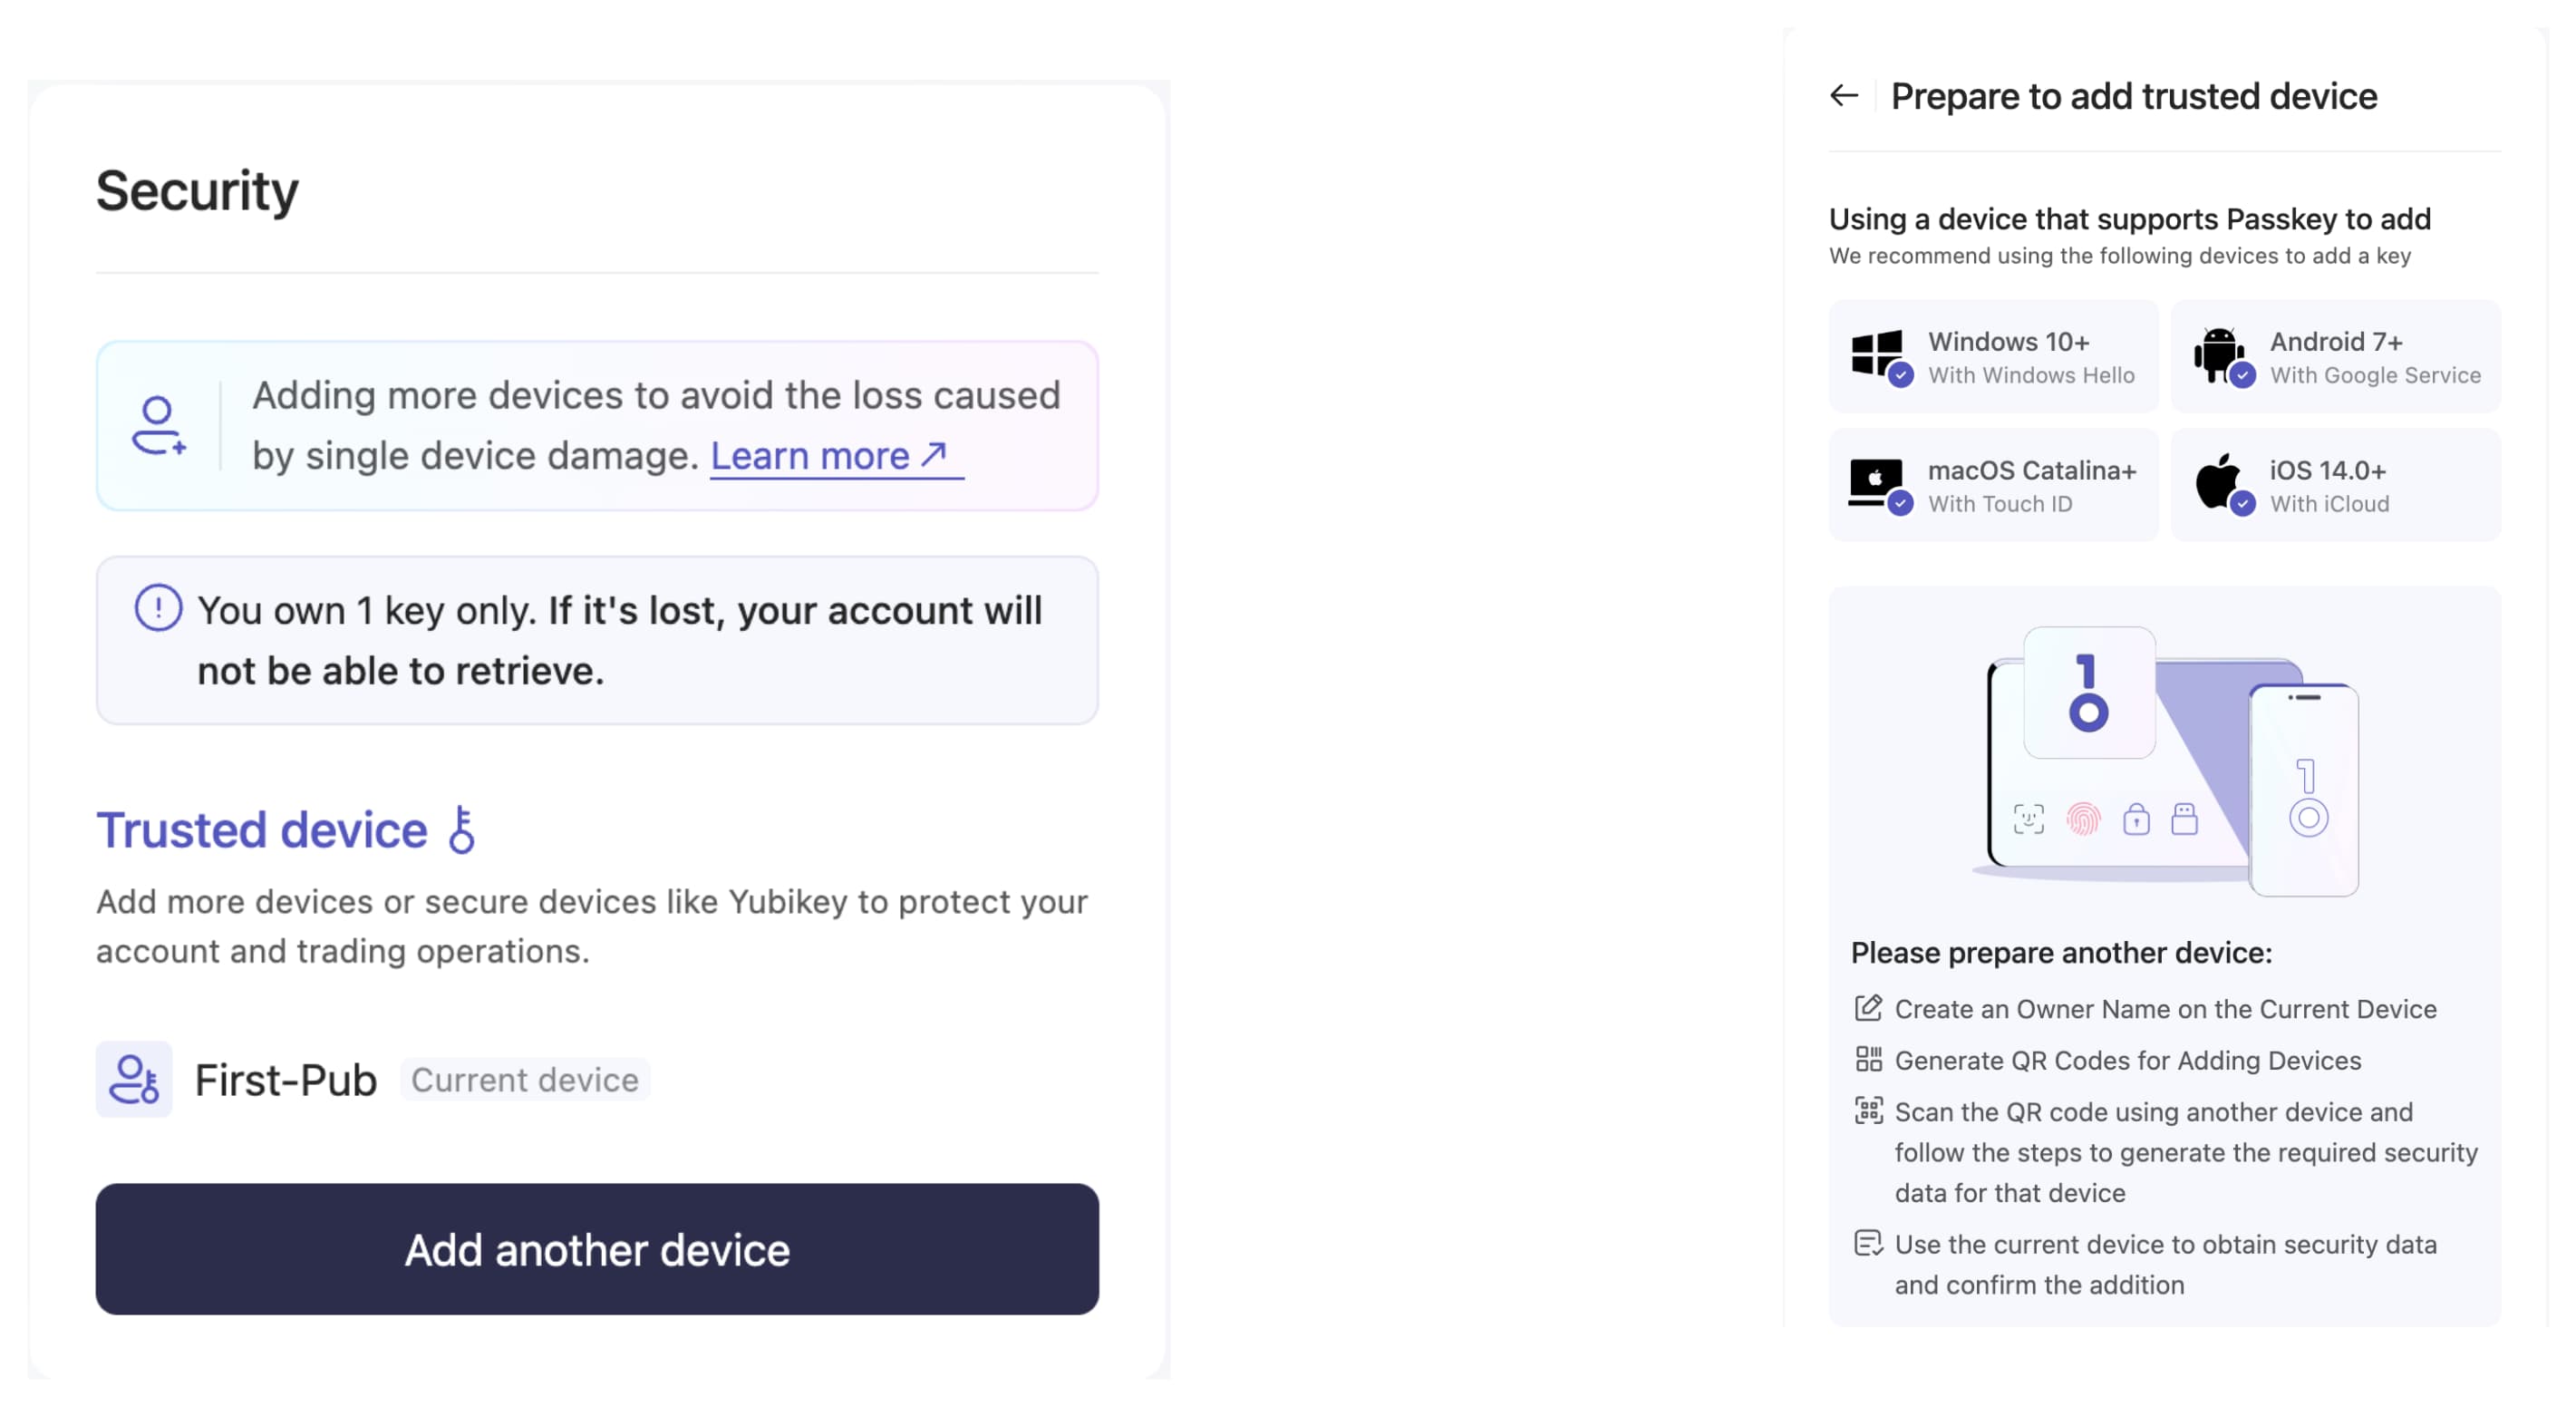 Security
Adding more devices to avoid the loss caused
by single device damage. Learn more ↗
You own 1 key only. If it's lost, your account will
not be able to retrieve.
Trusted device
Add more devices or secure devices like Yubikey to protect your
account and trading operations.
First-Pub Current device
Add another device
← Prepare to add trusted device
Using a device that supports Passkey to add
We recommend using the following devices to add a key
Windows 10+
With Windows Hello
Android 7+
With Google Service
macOS Catalina+
With Touch ID
iOS 14.0+
With iCloud
Please prepare another device:
Create an Owner Name on the Current Device
Generate QR Codes for Adding Devices
Scan the QR code using another device and
follow the steps to generate the required security
data for that device
Use the current device to obtain security data
and confirm the addition